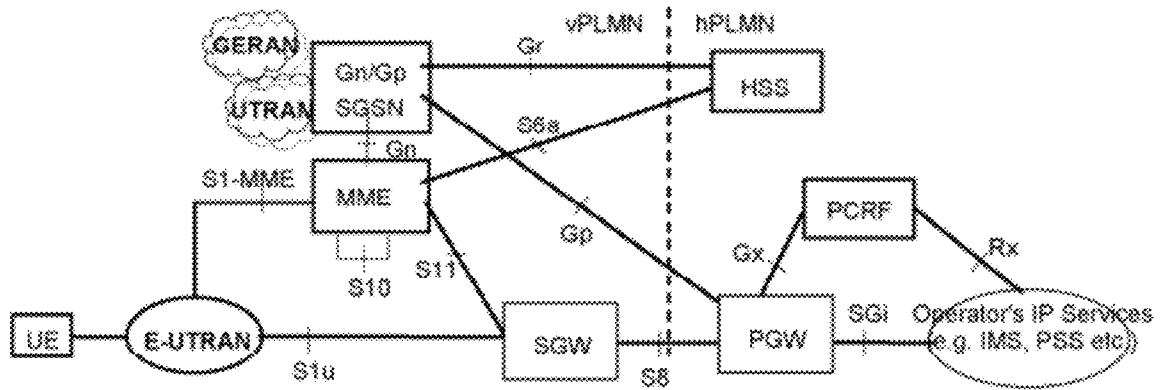 vPLMN
hPLMN
GERAN
Gr
Gn/Gp
SGSN
HSS
UTRAN
S6a
Gn
S1-MME
MME
PCRF
Gp
Gx
Rx
S11
S10
Operator's IP Services
e.g. IMS, PSS etc.)
SGi
UE
E-UTRAN
SGW
PGW
S1u
S8